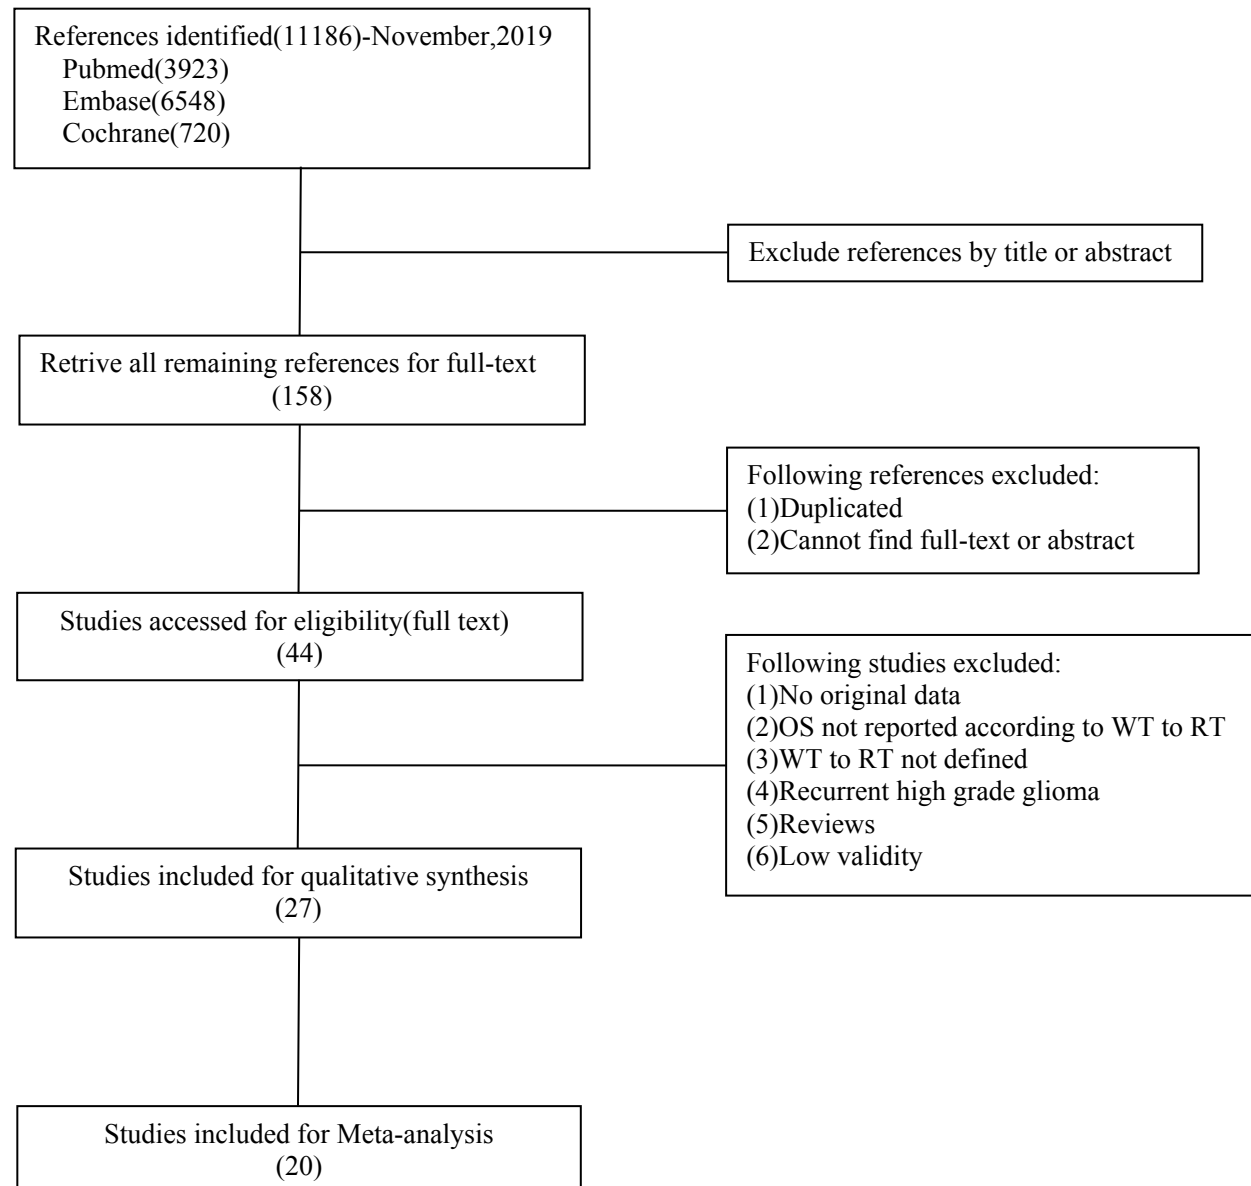 References identified(11186)-November,2019
Pubmed(3923)
Embase(6548)
Cochrane(720)
Exclude references by title or abstract
Retrive all remaining references for full-text
(158)
Following references excluded:
(1)Duplicated
(2)Cannot find full-text or abstract
Studies accessed for eligibility(full text)
(44)
Following studies excluded:
(1)No original data
(2)OS not reported according to WT to RT
(3)WT to RT not defined
(4)Recurrent high grade glioma
(5)Reviews
(6)Low validity
Studies included for qualitative synthesis
(27)
Studies included for Meta-analysis
(20)